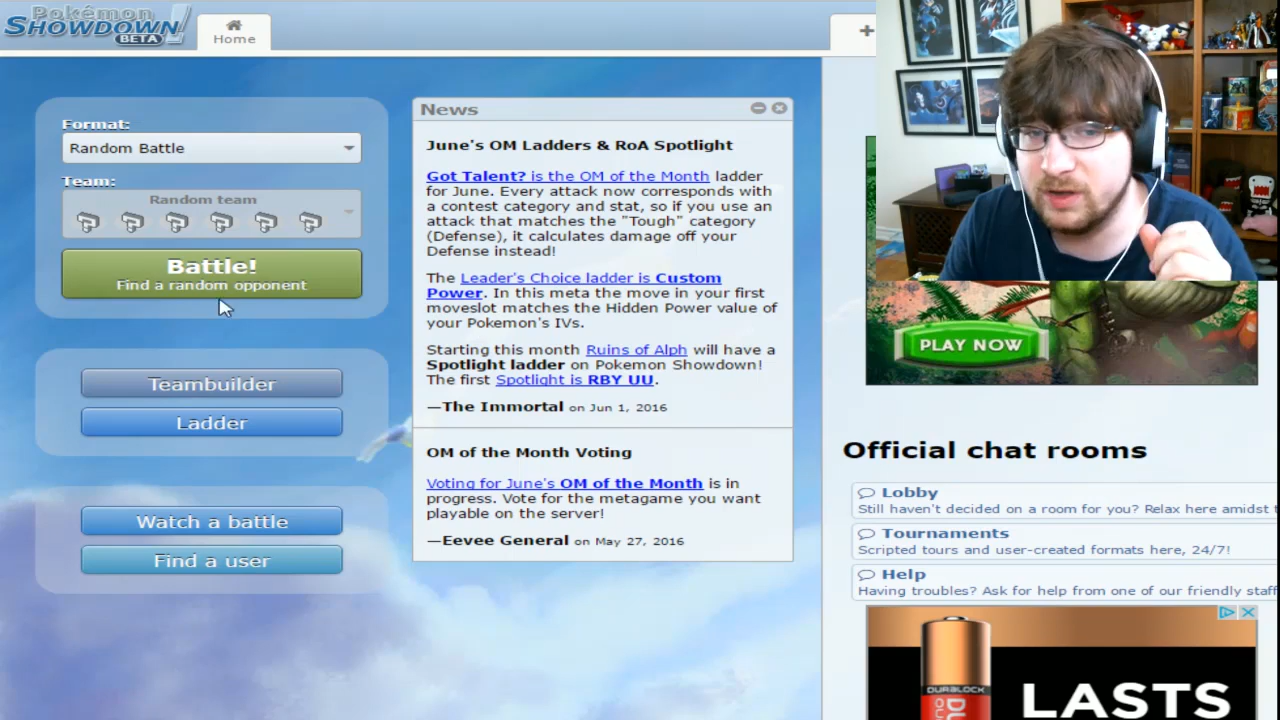 Pokémon
SHOWDOWN!
BETA
Home
+
Format:
Random Battle
Team:
Random team
Battle!
Find a random opponent
Teambuilder
Ladder
Watch a battle
Find a user
News
June's OM Ladders & RoA Spotlight
Got Talent? is the OM of the Month ladder
for June. Every attack now corresponds with
a contest category and stat, so if you use an
attack that matches the "Tough" category
(Defense), it calculates damage off your
Defense instead!
The Leader's Choice ladder is Custom
Power. In this meta the move in your first
moveslot matches the Hidden Power value of
your Pokemon's IVs.
Starting this month Ruins of Alph will have a
Spotlight ladder on Pokemon Showdown!
The first Spotlight is RBY UU.
—The Immortal on Jun 1, 2016
OM of the Month Voting
Voting for June's OM of the Month is in
progress. Vote for the metagame you want
playable on the server!
—Eevee General on May 27, 2016
PLAY NOW
Official chat rooms
Lobby
Still haven't decided on a room for you? Relax here amidst t
Tournaments
Scripted tours and user-created formats here, 24/7!
Help
Having troubles? Ask for help from one of our friendly staff
DURALOCK
LASTS